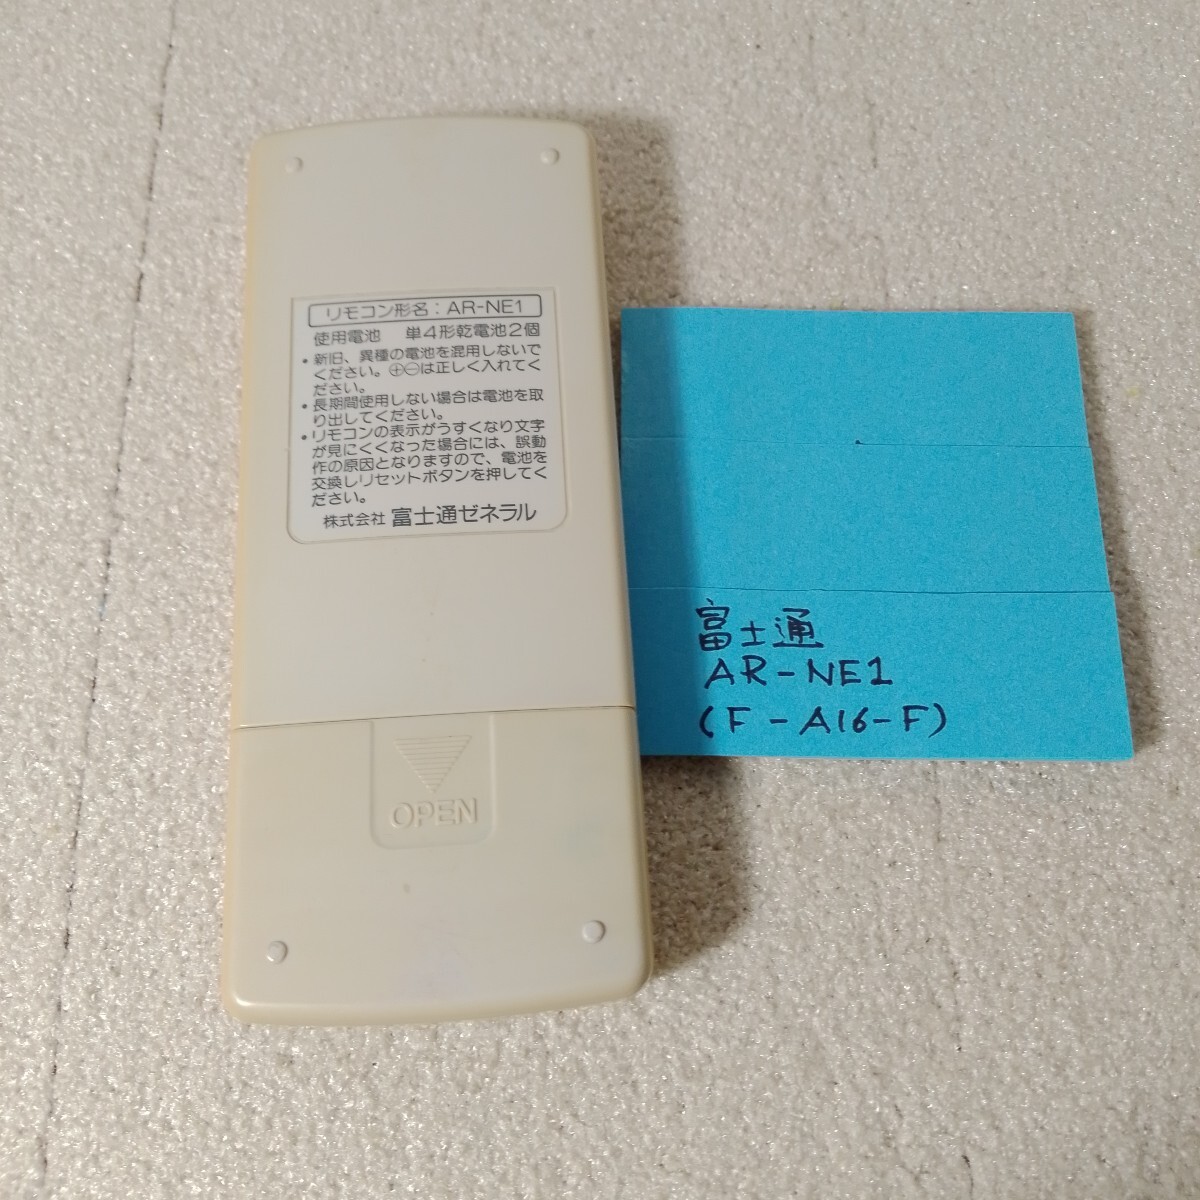 リモコン形名：AR-NE1
使用電池　単4形乾電池2個
・新旧、異種の電池を混用しないで
ください。⊕⊖は正しく入れてく
ださい。
・長期間使用しない場合は電池を取
り出してください。
・リモコンの表示がうすくなり文字
が見にくくなった場合には、誤動
作の原因となりますので、電池を
交換しリセットボタンを押してく
ださい。
株式会社 富士通ゼネラル
OPEN
富士通
AR-NE1
(F-A16-F)